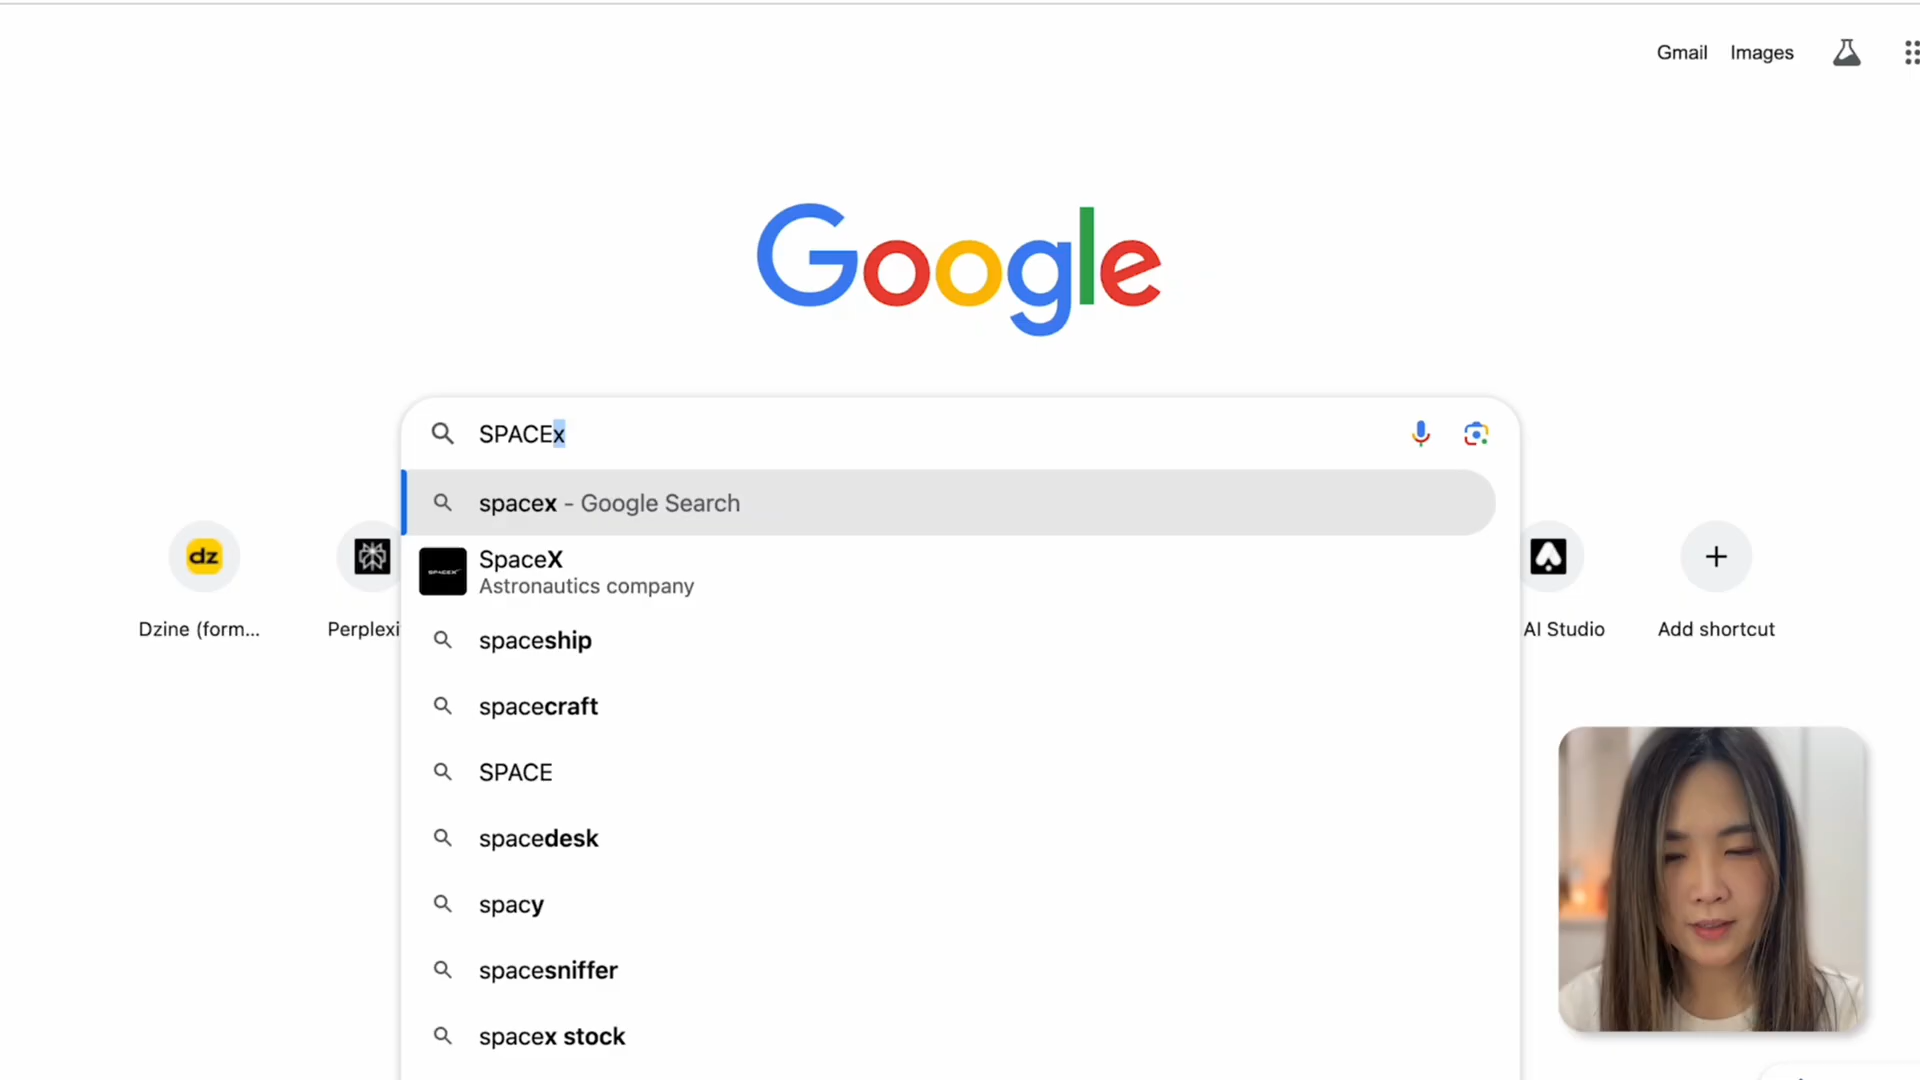 Gmail Images
Google
SPACEx
spacex - Google Search
SPACEX
SpaceX
Astronautics company
dz
Dzine (form...
Perplexi
AI Studio
Add shortcut
spaceship
spacecraft
SPACE
spacedesk
spacy
spacesniffer
spacex stock